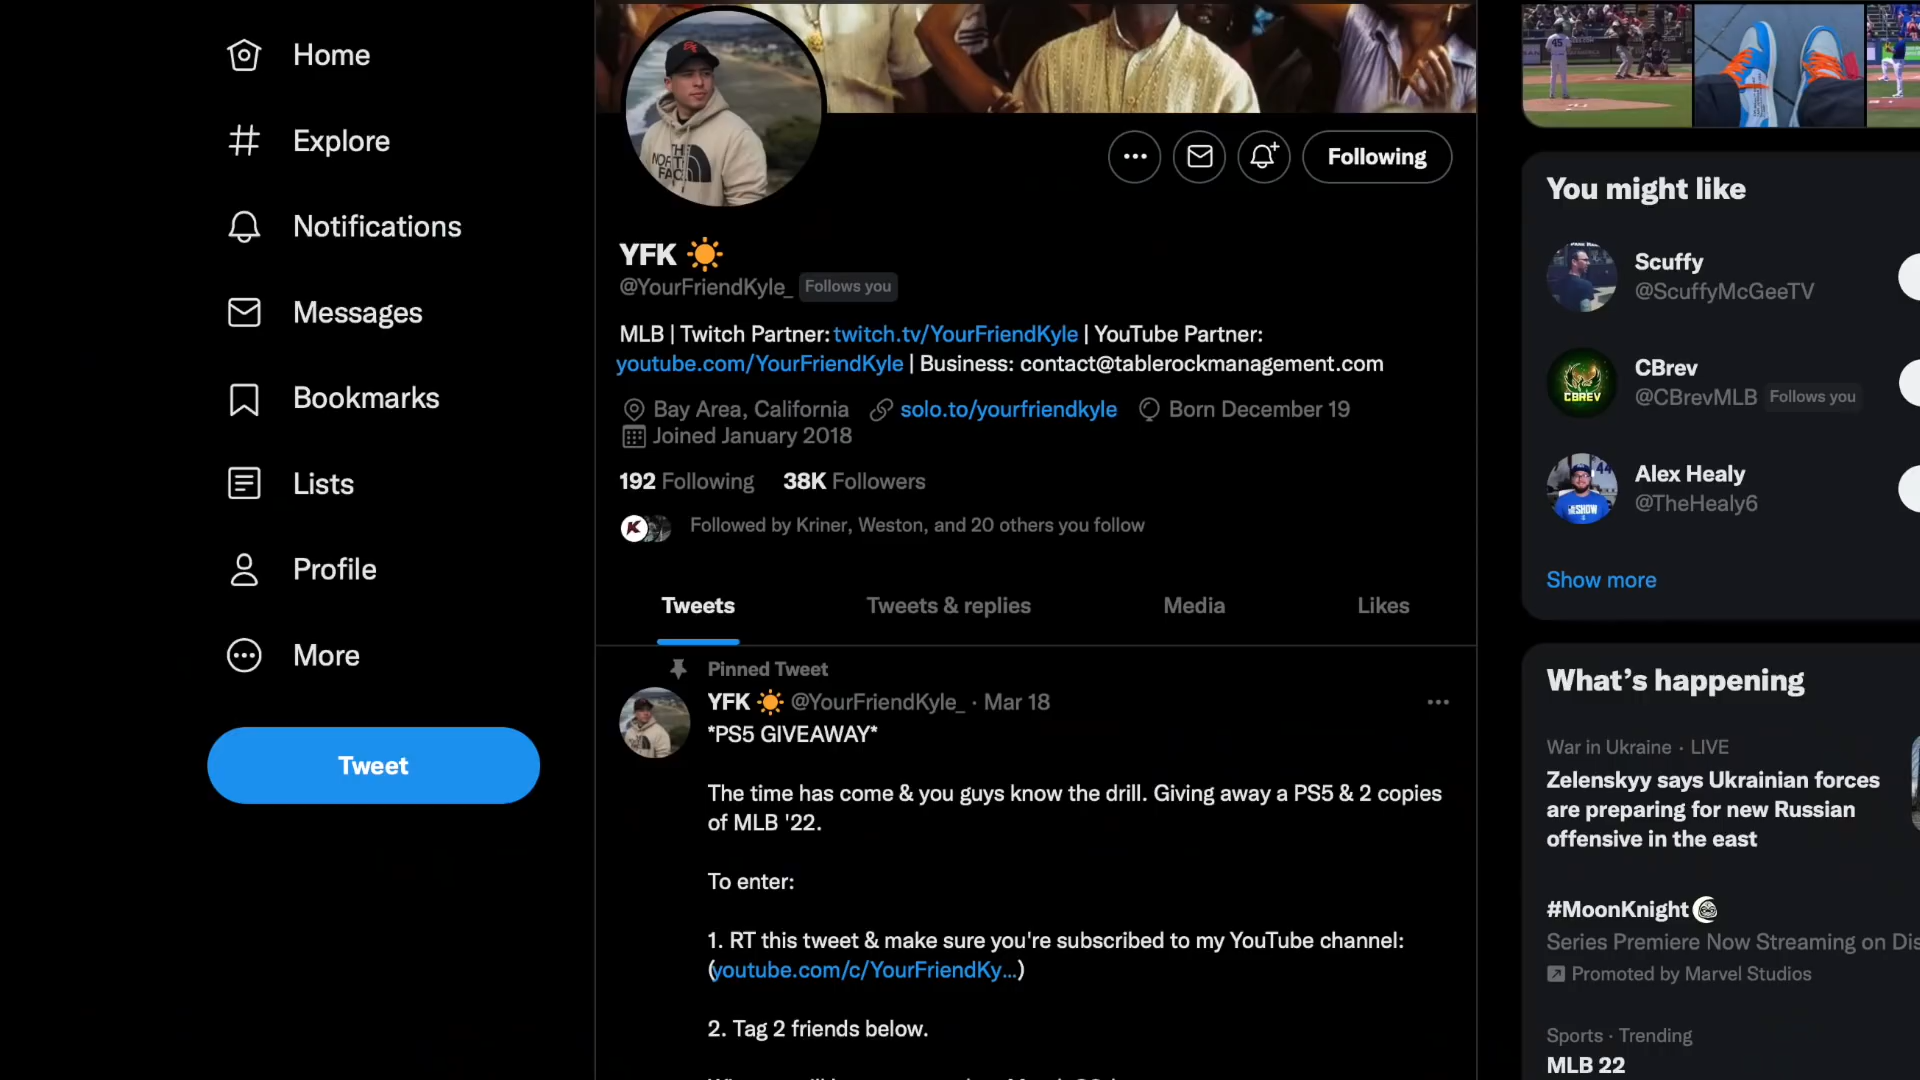 Home
Explore
Notifications
Messages
Bookmarks
Lists
Profile
More
Tweet
THE
NORTH
FACE
Following
YFK
@YourFriendKyle_ Follows you
MLB | Twitch Partner: twitch.tv/YourFriendKyle | YouTube Partner:
youtube.com/YourFriendKyle | Business: contact@tablerockmanagement.com
Bay Area, California solo.to/yourfriendkyle Born December 19
Joined January 2018
192 Following 38K Followers
K Followed by Kriner, Weston, and 20 others you follow
Tweets Tweets & replies Media Likes
Pinned Tweet
YFK @YourFriendKyle_ · Mar 18
*PS5 GIVEAWAY*
The time has come & you guys know the drill. Giving away a PS5 & 2 copies
of MLB '22.
To enter:
1. RT this tweet & make sure you're subscribed to my YouTube channel:
(youtube.com/c/YourFriendKy...)
2. Tag 2 friends below.
45
You might like
Scuffy
@ScuffyMcGeeTV
CBREV
CBrev
@CBrevMLB Follows you
44
SHOW
Alex Healy
@TheHealy6
Show more
What's happening
War in Ukraine · LIVE
Zelenskyy says Ukrainian forces
are preparing for new Russian
offensive in the east
#MoonKnight
Series Premiere Now Streaming on Dis
Promoted by Marvel Studios
Sports · Trending
MLB 22